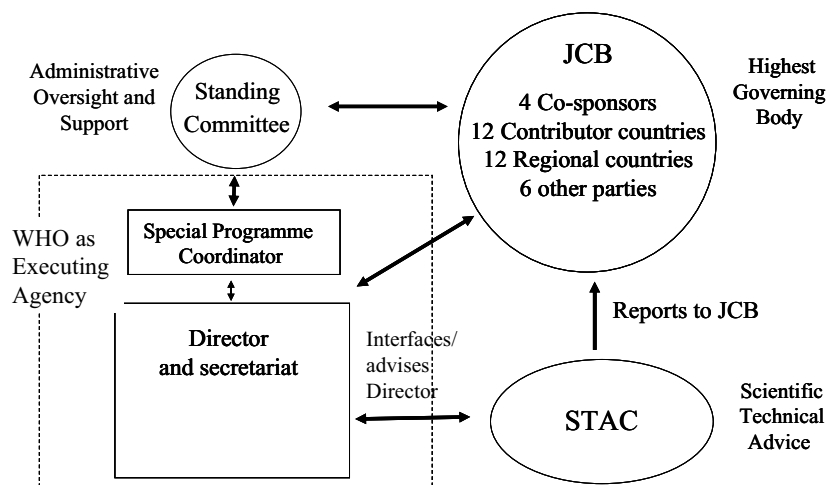 Administrative
Oversight and
Support
Standing
Committee
JCB
4 Co-sponsors
12 Contributor countries
12 Regional countries
6 other parties
Highest
Governing
Body
WHO as
Executing
Agency
Special Programme
Coordinator
Director
and secretariat
Interfaces/
advises
Director
Reports to JCB
STAC
Scientific
Technical
Advice